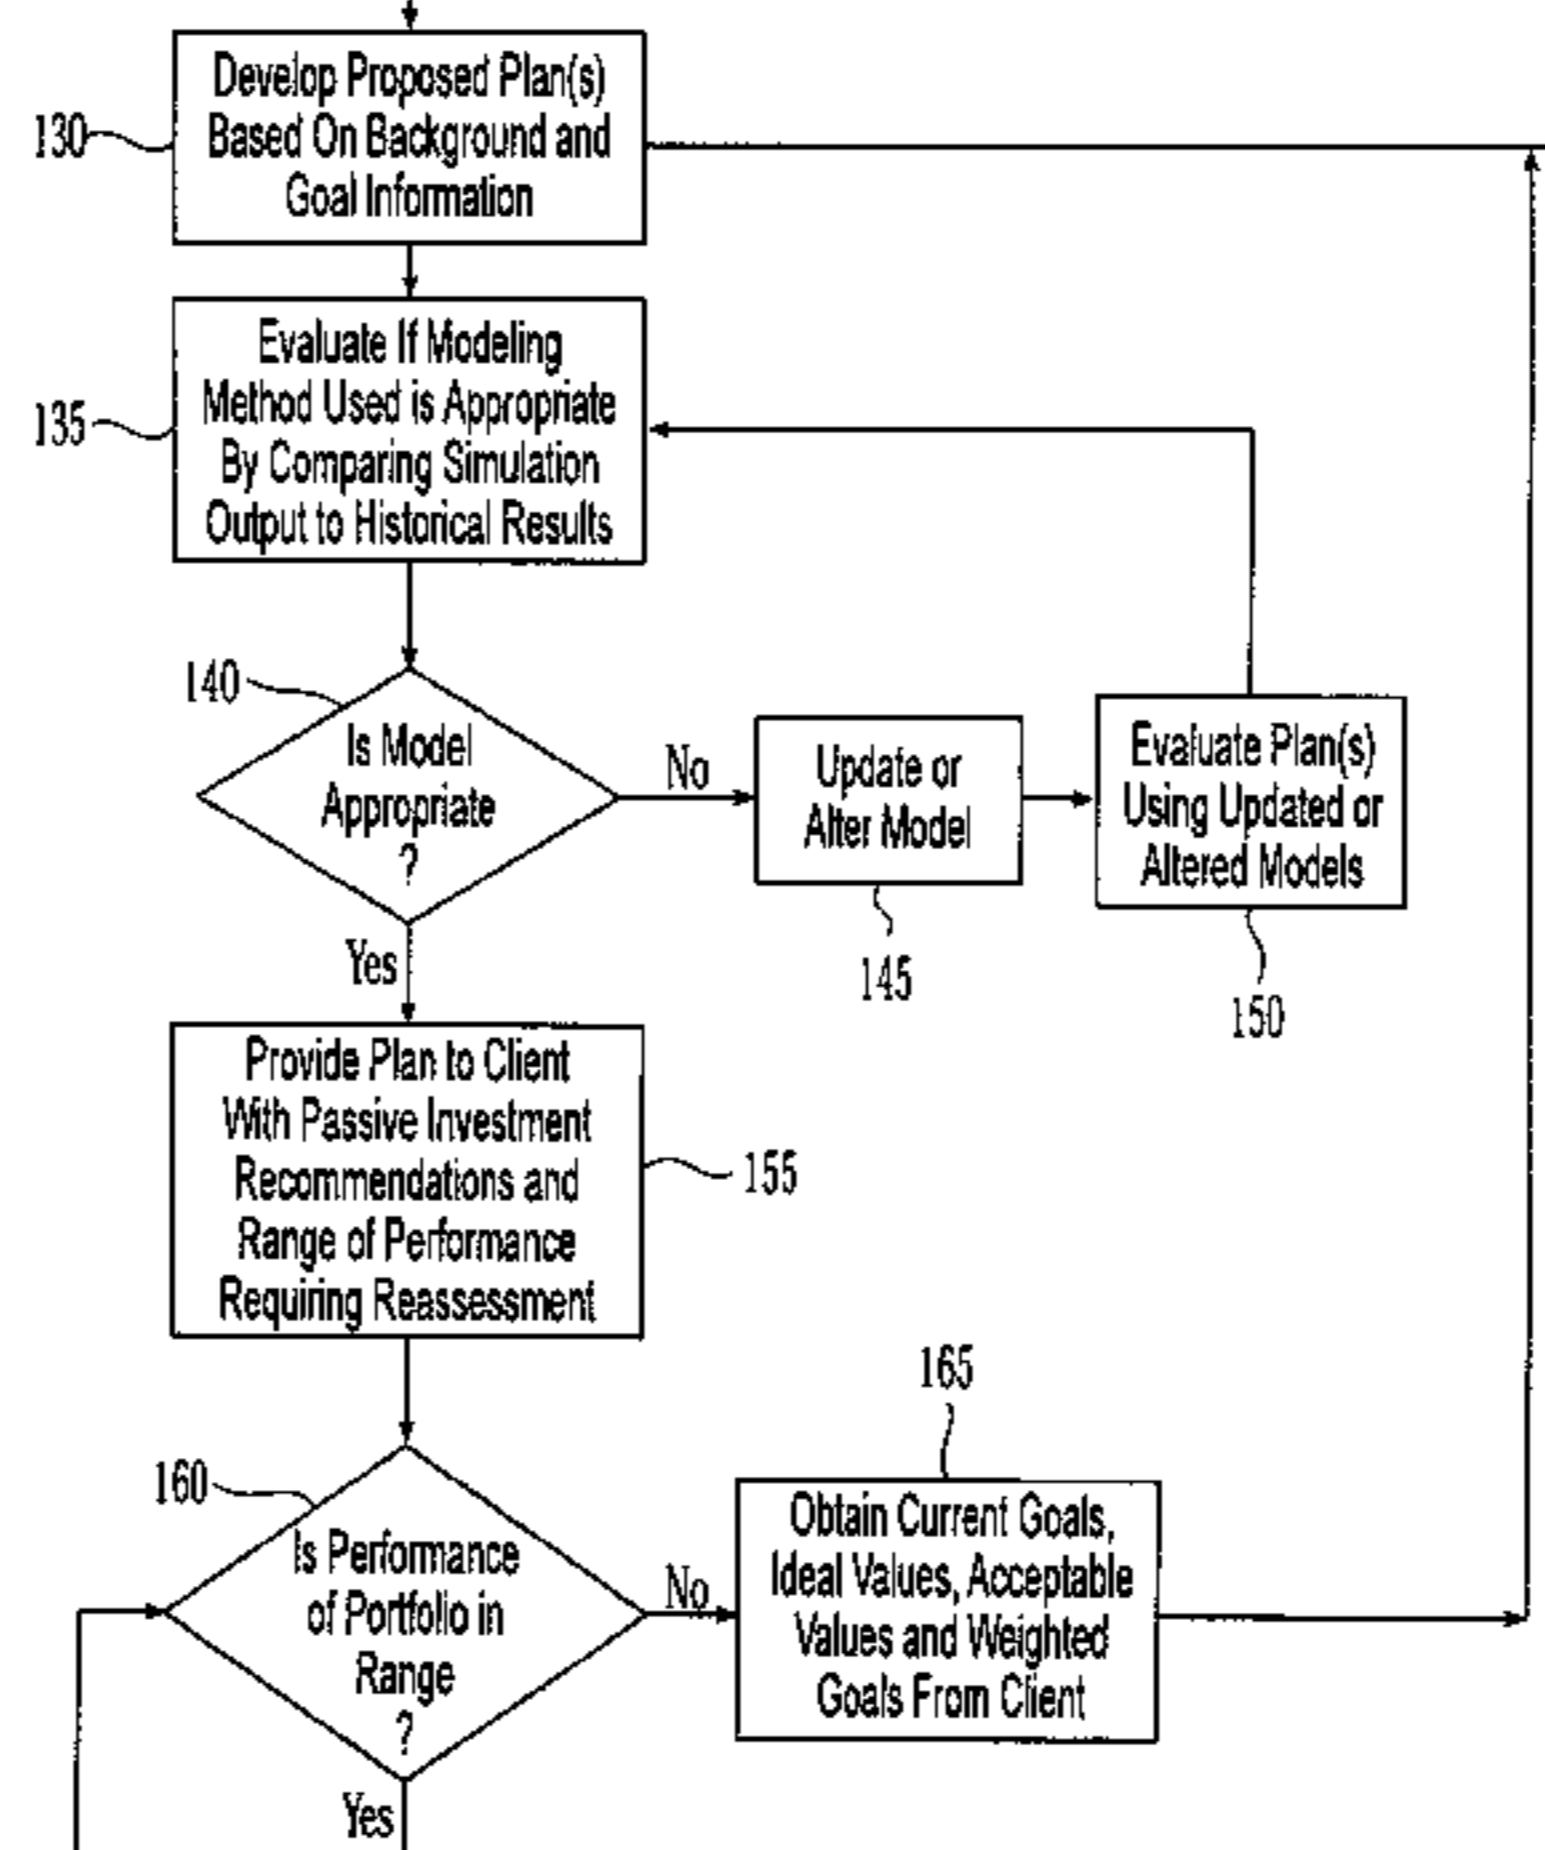 Develop Proposed Plan(s)
Based On Background and
Goal Information
130
Evaluate If Modeling
Method Used is Appropriate
By Comparing Simulation
Output to Historical Results
135
140
Is Model
Appropriate
?
No
Update or
Alter Model
145
Evaluate Plan(s)
Using Updated or
Altered Models
150
Yes
Provide Plan to Client
With Passive Investment
Recommendations and
Range of Performance
Requiring Reassessment
155
160
Is Performance
of Portfolio in
Range
?
No
165
Obtain Current Goals,
Ideal Values, Acceptable
Values and Weighted
Goals From Client
Yes